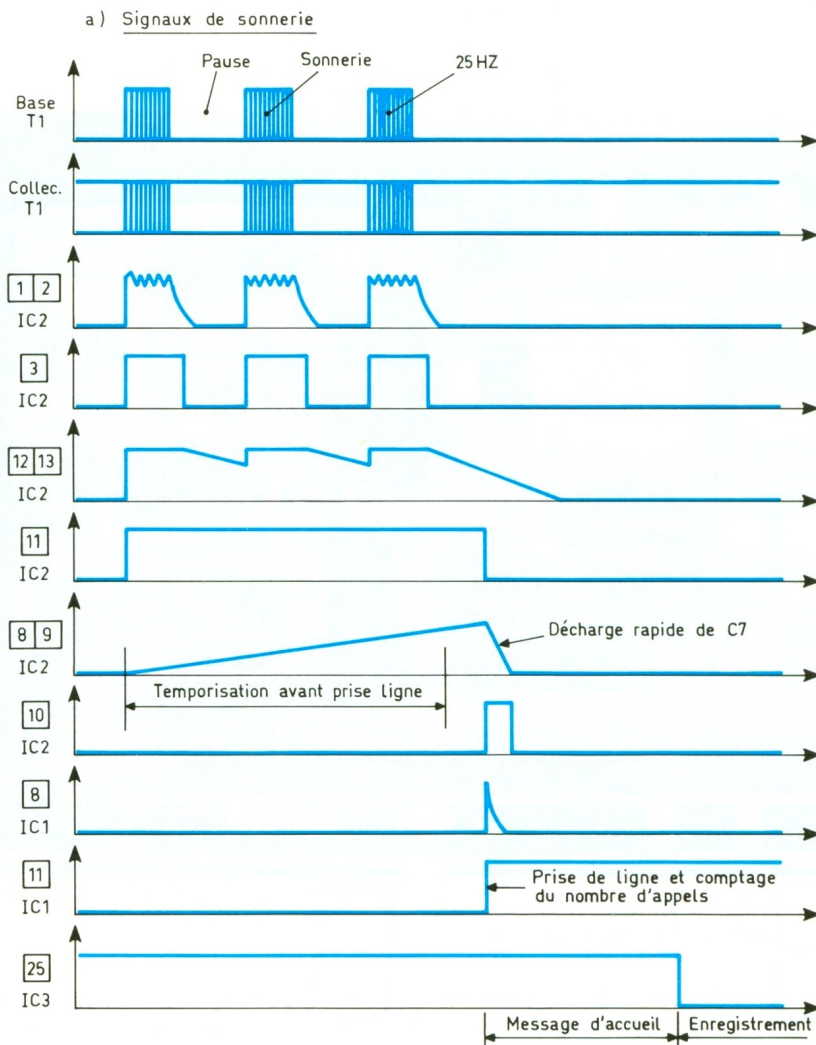 a) Signaux de sonnerie
Pause Sonnerie 25 HZ
Base
T1
Collec.
T1
1 2
IC2
3
IC2
12 13
IC2
11
IC2
8 9
IC2
Décharge rapide de C7
Temporisation avant prise ligne
10
IC2
8
IC1
11
IC1
Prise de ligne et comptage
du nombre d'appels
25
IC3
Message d'accueil Enregistrement